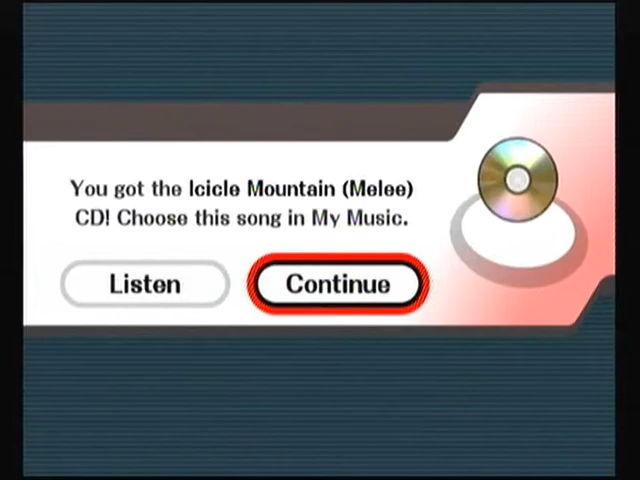 You got the Icicle Mountain (Melee)
CD! Choose this song in My Music.
Listen
Continue